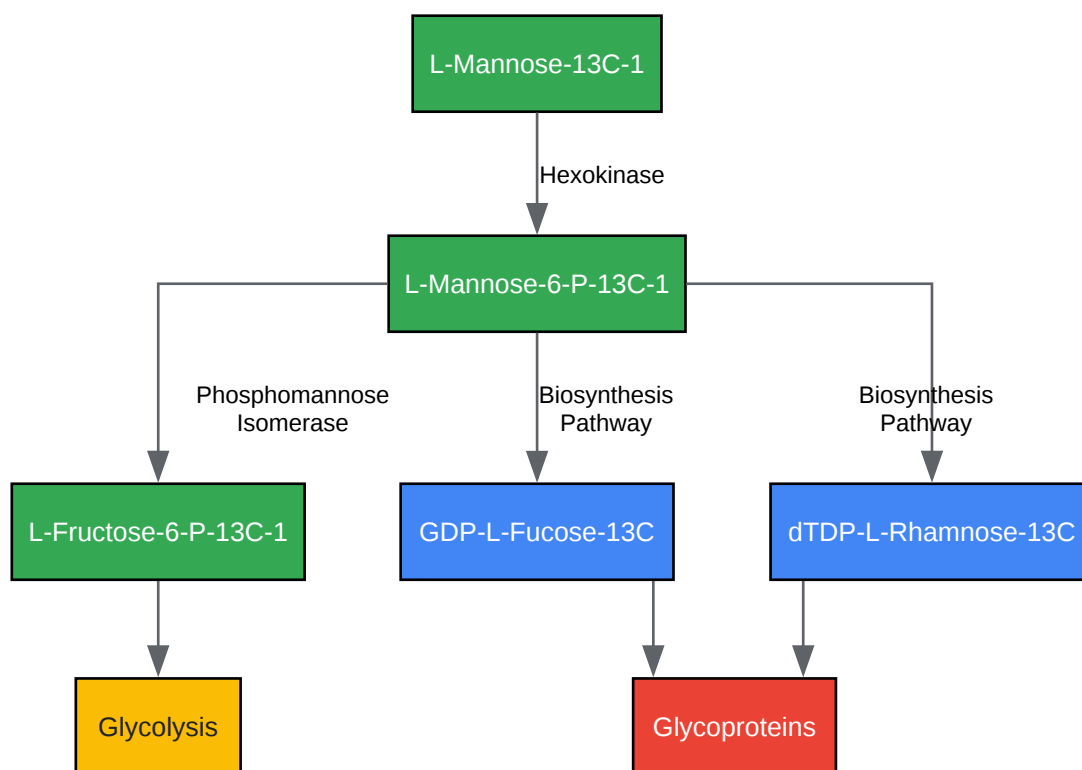 L-Mannose-13C-1
Hexokinase
L-Mannose-6-P-13C-1
Phosphomannose
Isomerase
Biosynthesis
Pathway
Biosynthesis
Pathway
L-Fructose-6-P-13C-1
GDP-L-Fucose-13C
dTDP-L-Rhamnose-13C
Glycolysis
Glycoproteins